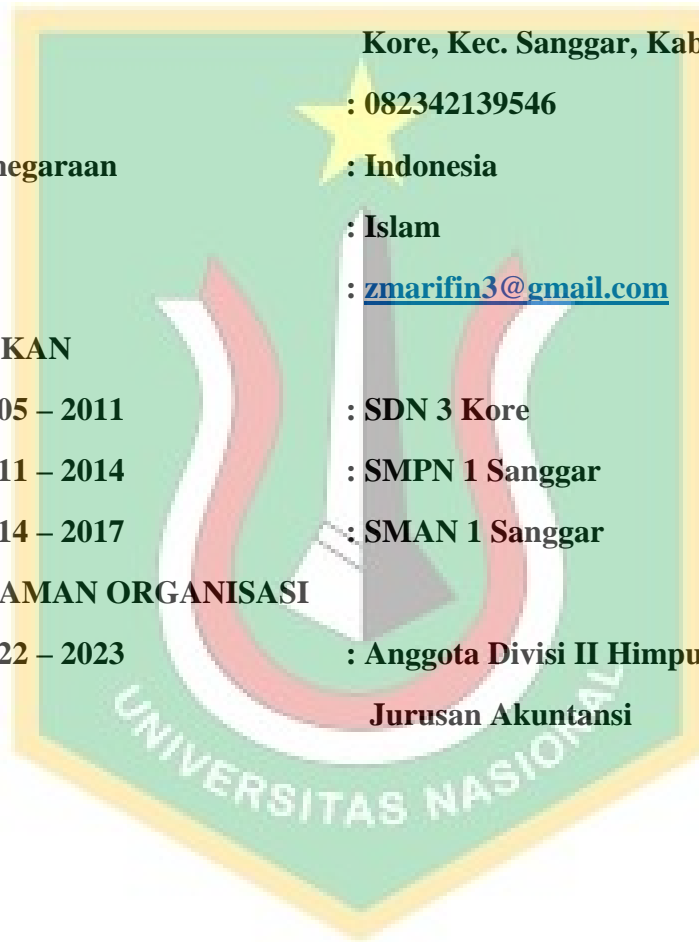 Kore, Kec. Sanggar, Kab
: 082342139546
negaraan : Indonesia
: Islam
: zmarifin3@gmail.com
KAN
05 – 2011 : SDN 3 Kore
11 – 2014 : SMPN 1 Sanggar
14 – 2017 : SMAN 1 Sanggar
AMAN ORGANISASI
22 – 2023 : Anggota Divisi II Himpu
Jurusan Akuntansi
UNIVERSITAS NASIONAL